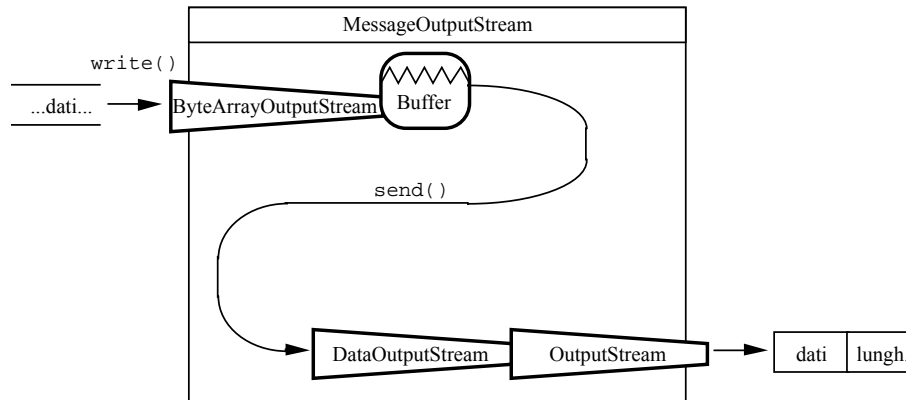 MessageOutputStream
write()
...dati...
ByteArrayOutputStream
Buffer
send()
DataOutputStream
OutputStream
dati
lungh.